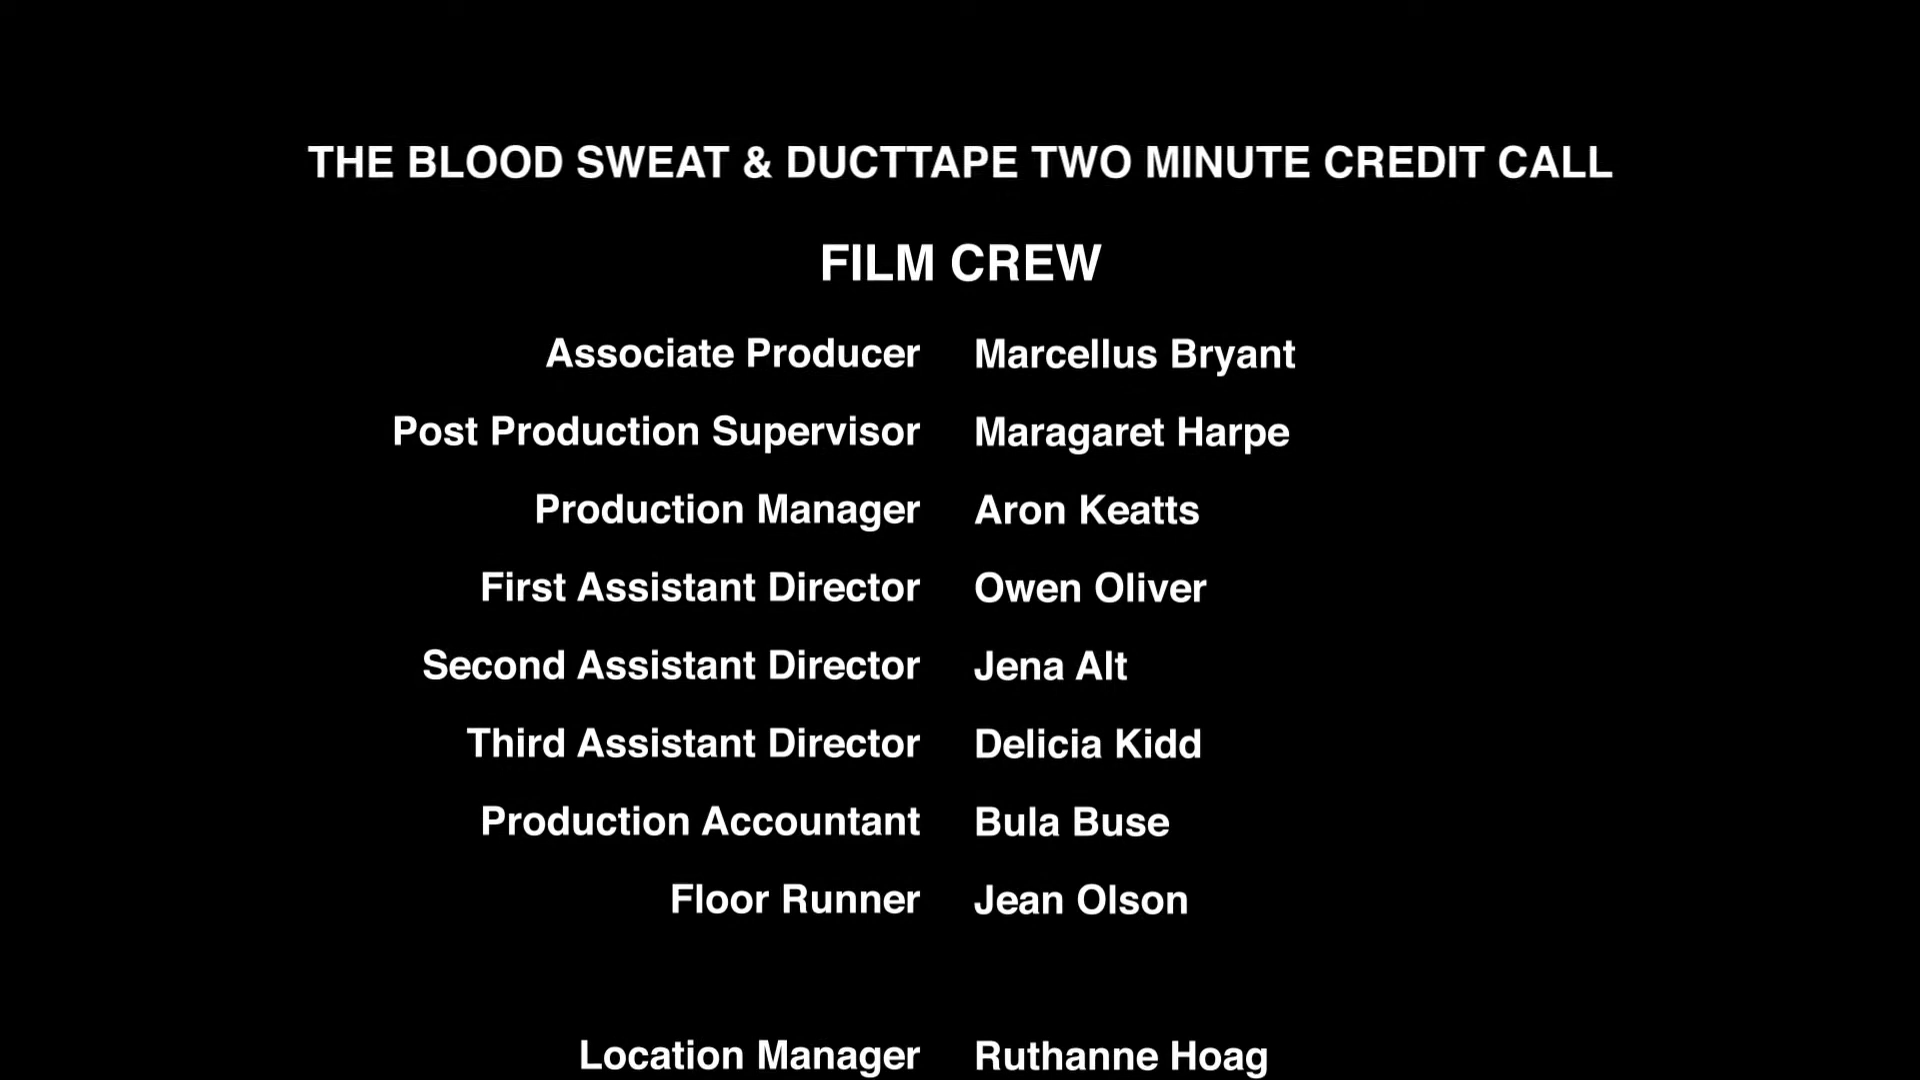 THE BLOOD SWEAT & DUCTTAPE TWO MINUTE CREDIT CALL
FILM CREW
Associate Producer Marcellus Bryant
Post Production Supervisor Maragaret Harpe
Production Manager Aron Keatts
First Assistant Director Owen Oliver
Second Assistant Director Jena Alt
Third Assistant Director Delicia Kidd
Production Accountant Bula Buse
Floor Runner Jean Olson
Location Manager Ruthanne Hoag